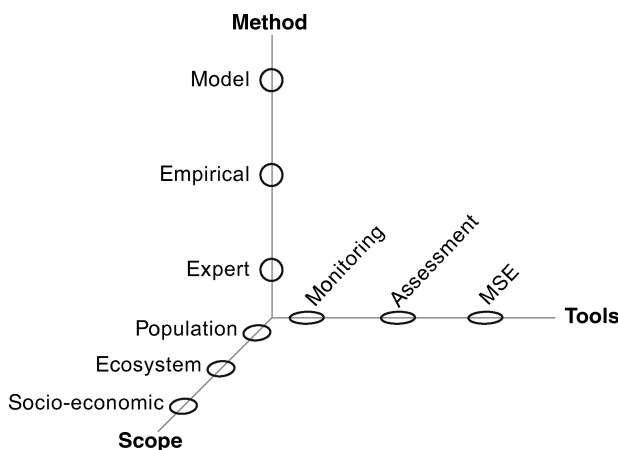 Method
Model
Empirical
Expert
Monitoring
Assessment
MSE
Tools
Population
Ecosystem
Socio-economic
Scope